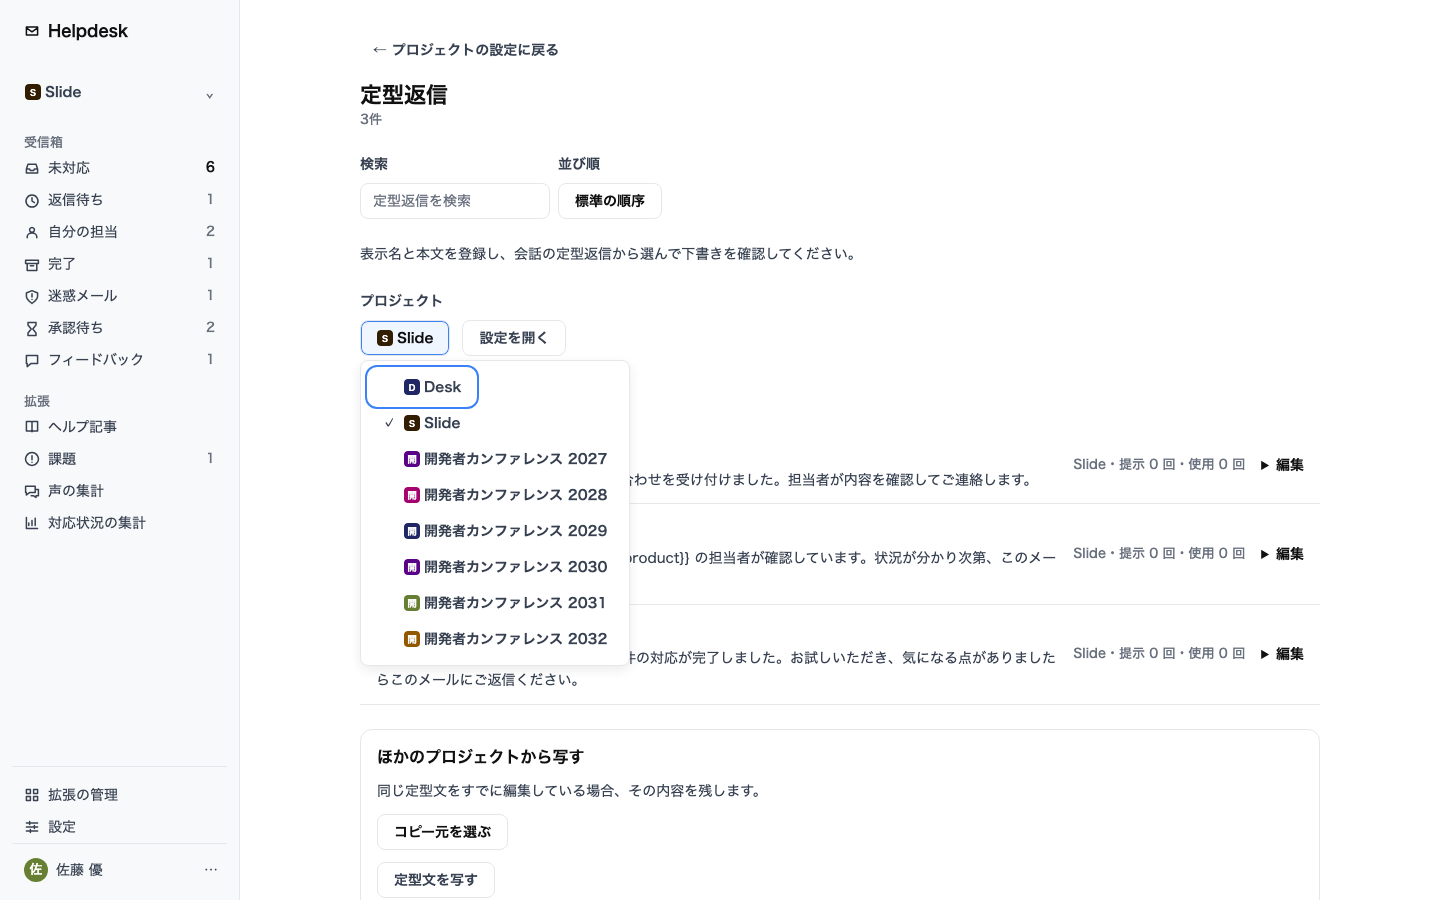 Helpdesk
S Slide
受信箱
未対応 6
返信待ち 1
自分の担当 2
完了 1
迷惑メール 1
承認待ち 2
フィードバック 1
拡張
ヘルプ記事
課題 1
声の集計
対応状況の集計
拡張の管理
設定
佐 佐藤 優 …
← プロジェクトの設定に戻る
定型返信
3件
検索 並び順
定型返信を検索 標準の順序
表示名と本文を登録し、会話の定型返信から選んで下書きを確認してください。
プロジェクト
S Slide 設定を開く
D Desk
✓ S Slide
開 開発者カンファレンス 2027
開 開発者カンファレンス 2028
開 開発者カンファレンス 2029
開 開発者カンファレンス 2030
開 開発者カンファレンス 2031
開 開発者カンファレンス 2032
合わせを受け付けました。担当者が内容を確認してご連絡します。
Slide・提示 0 回・使用 0 回 ▶ 編集
product}} の担当者が確認しています。状況が分かり次第、このメー
Slide・提示 0 回・使用 0 回 ▶ 編集
件の対応が完了しました。お試しいただき、気になる点がありました
らこのメールにご返信ください。
Slide・提示 0 回・使用 0 回 ▶ 編集
ほかのプロジェクトから写す
同じ定型文をすでに編集している場合、その内容を残します。
コピー元を選ぶ
定型文を写す